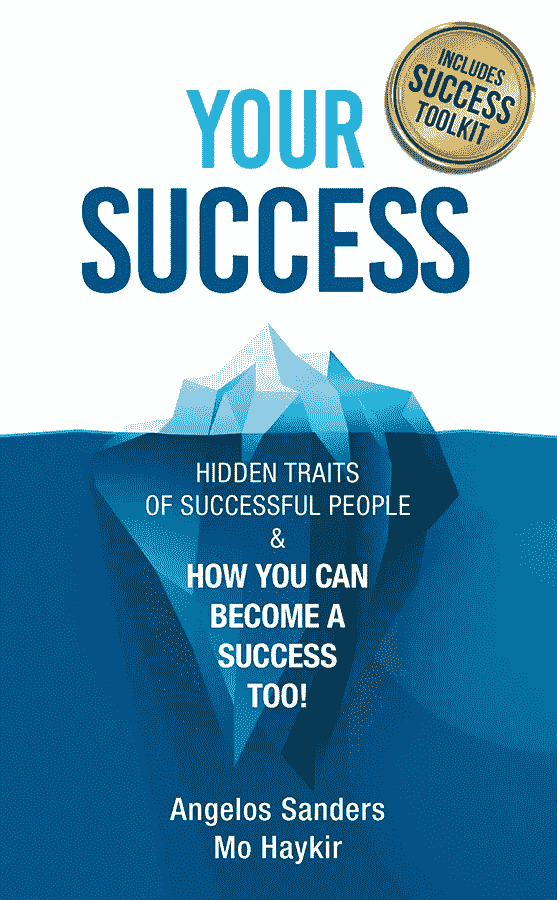 INCLUDES
SUCCESS
TOOLKIT
YOUR
SUCCESS
HIDDEN TRAITS
OF SUCCESSFUL PEOPLE
&
HOW YOU CAN
BECOME A
SUCCESS
TOO!
Angelos Sanders
Mo Haykir